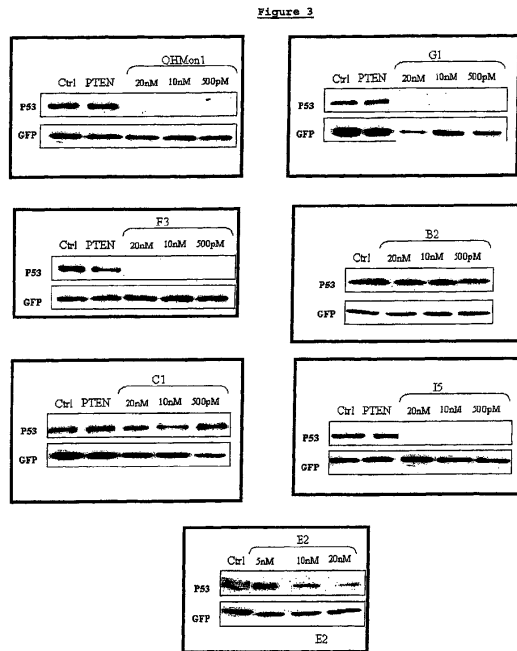 Figure 3
QHMon1
Ctrl PTEN 20nM 10nM 500pM
P53
GFP
G1
Ctrl PTEN 20nM 10nM 500pM
P53
GFP
F3
Ctrl PTEN 20nM 10nM 500pM
P53
GFP
B2
Ctrl 20nM 10nM 500pM
P53
GFP
C1
Ctrl PTEN 20nM 10nM 500pM
P53
GFP
I5
Ctrl PTEN 20nM 10nM 500pM
P53
GFP
E2
Ctrl 5nM 10nM 20nM
P53
GFP
E2